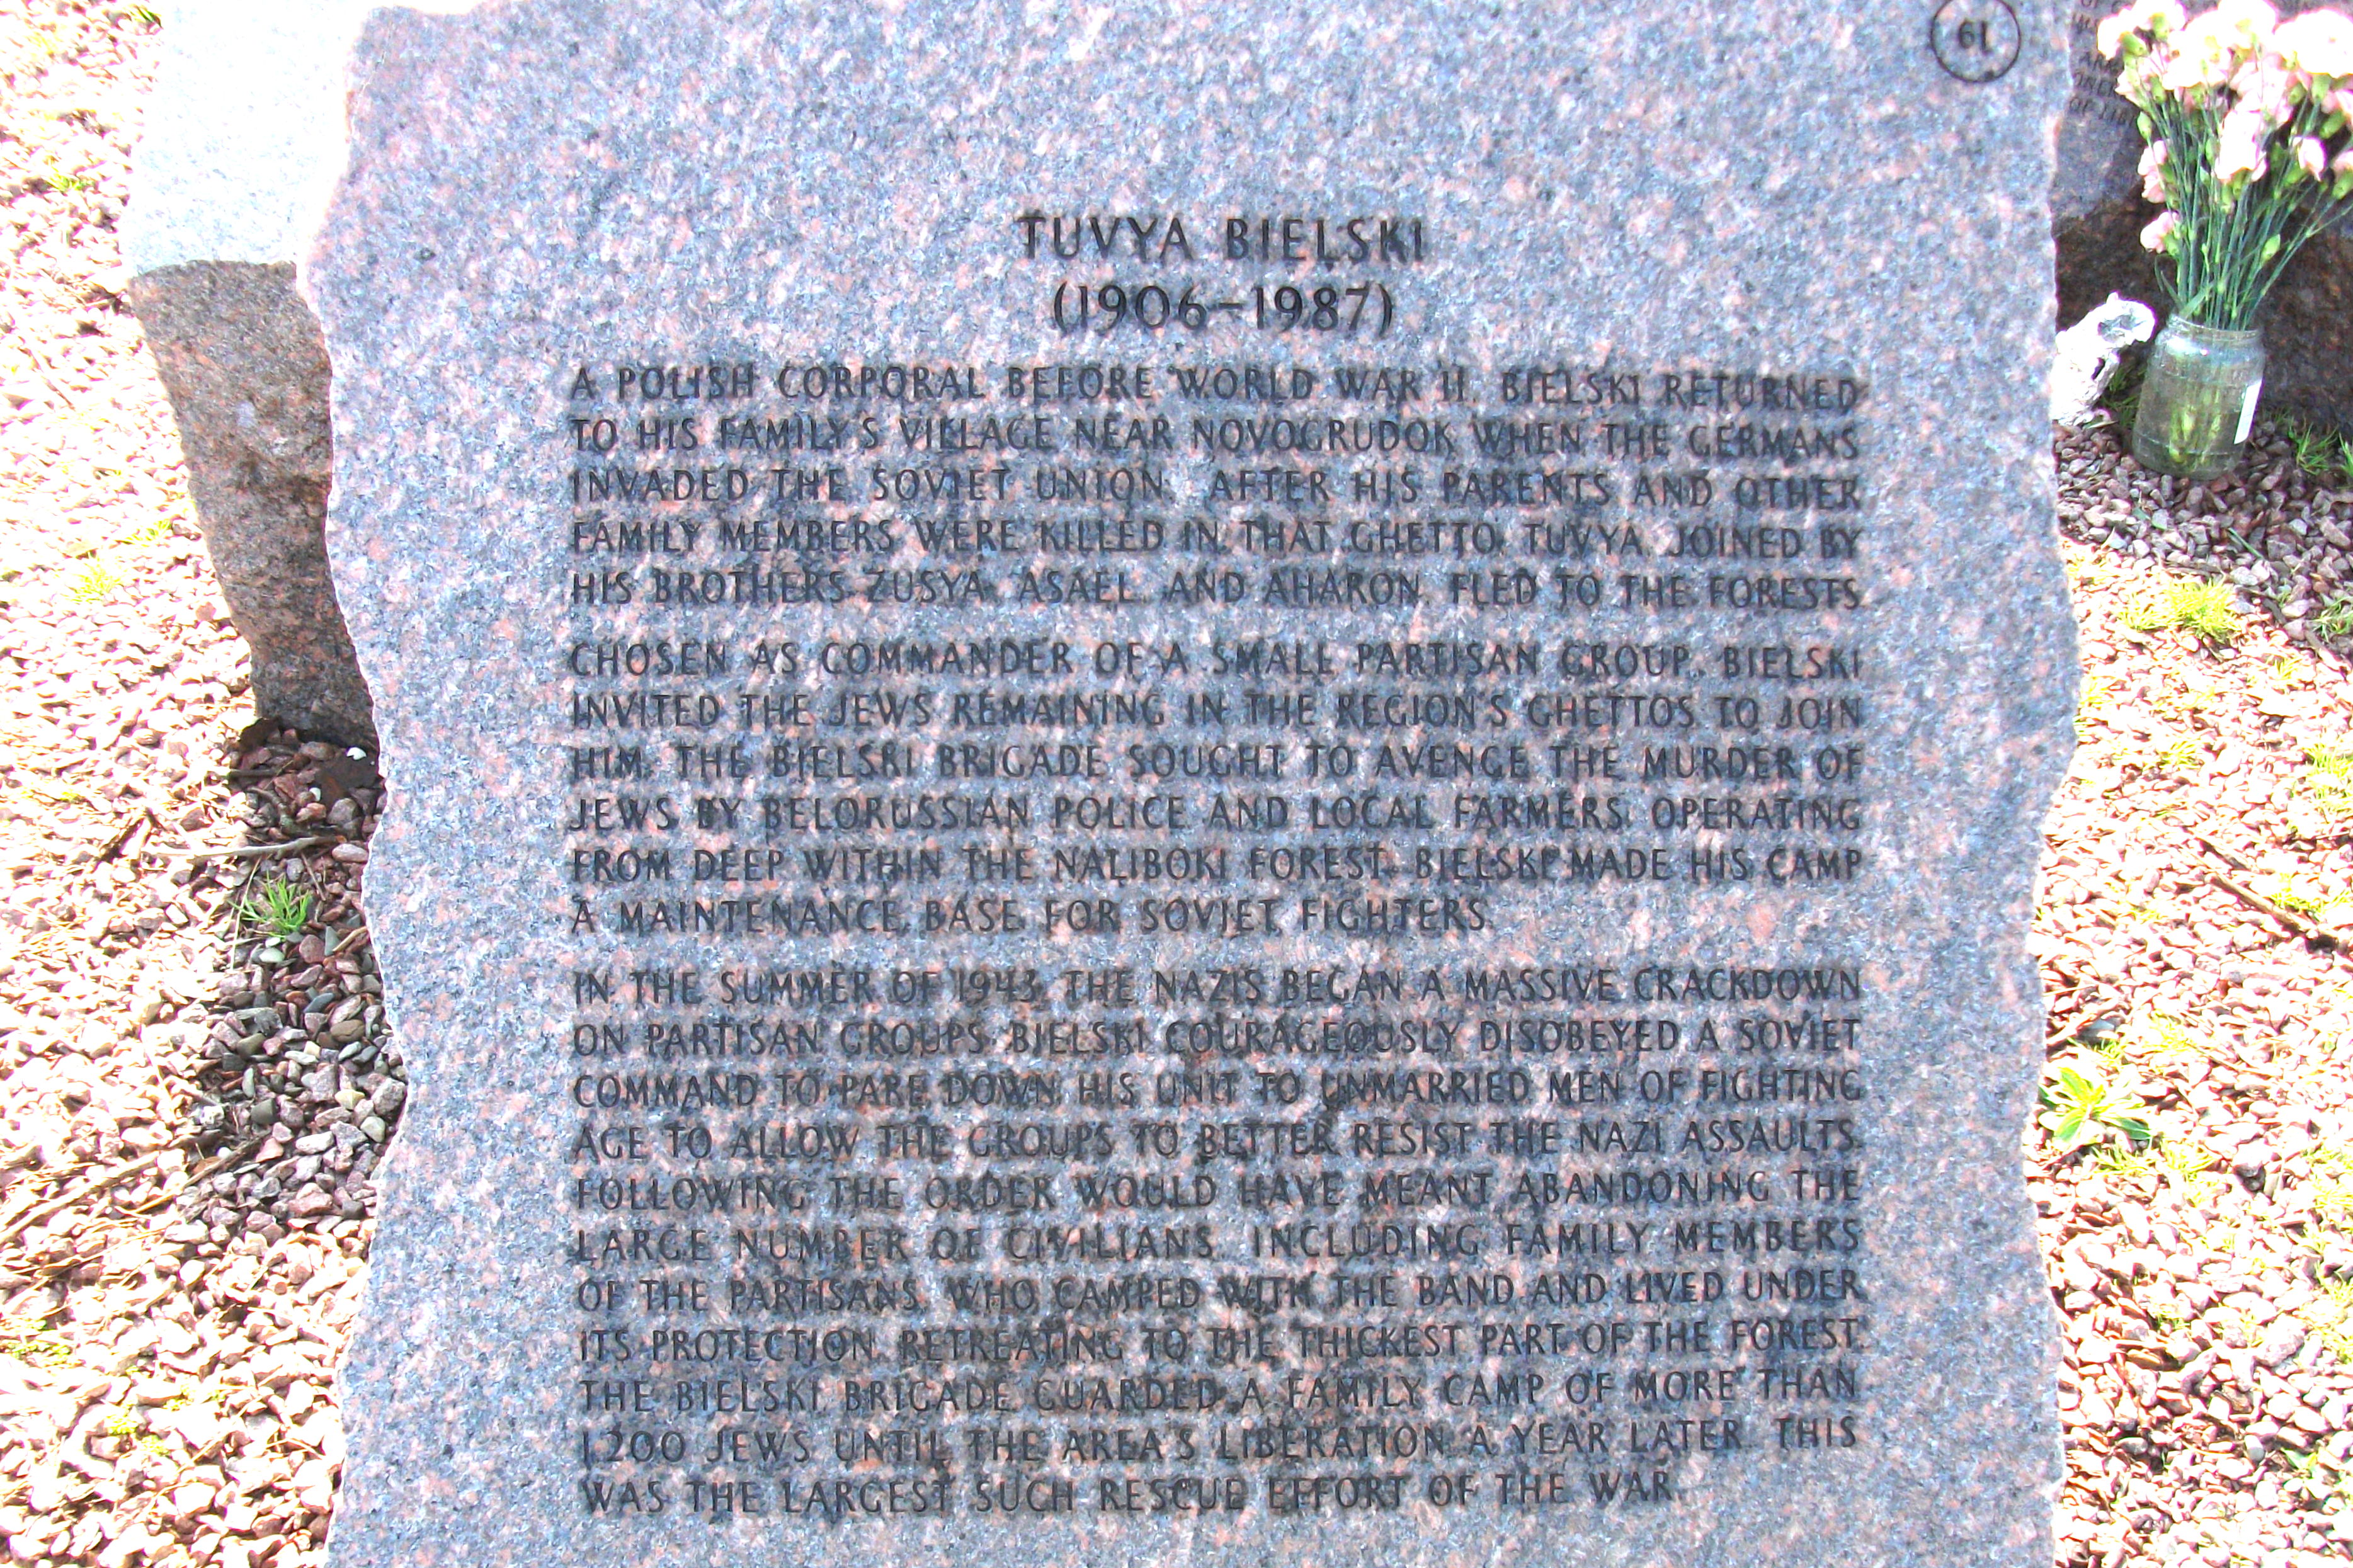 61
TUVYA BIELSKI
(1906-1987)
A POLISH CORPORAL BEFORE WORLD WAR II, BIELSKI RETURNED
TO HIS FAMILY'S VILLAGE NEAR NOVOGRUDOK WHEN THE GERMANS
INVADED THE SOVIET UNION. AFTER HIS PARENTS AND OTHER
FAMILY MEMBERS WERE KILLED IN THAT GHETTO, TUVYA, JOINED BY
HIS BROTHERS ZUSYA, ASAEL, AND AHARON, FLED TO THE FORESTS.
CHOSEN AS COMMANDER OF A SMALL PARTISAN GROUP, BIELSKI
INVITED THE JEWS REMAINING IN THE REGION'S GHETTOS TO JOIN
HIM. THE BIELSKI BRIGADE SOUGHT TO AVENGE THE MURDER OF
JEWS BY BELORUSSIAN POLICE AND LOCAL FARMERS. OPERATING
FROM DEEP WITHIN THE NALIBOKI FOREST, BIELSKI MADE HIS CAMP
A MAINTENANCE BASE FOR SOVIET FIGHTERS.
IN THE SUMMER OF 1943, THE NAZIS BEGAN A MASSIVE CRACKDOWN
ON PARTISAN GROUPS. BIELSKI COURAGEOUSLY DISOBEYED A SOVIET
COMMAND TO PARE DOWN HIS UNIT TO UNMARRIED MEN OF FIGHTING
AGE TO ALLOW THE GROUPS TO BETTER RESIST THE NAZI ASSAULTS.
FOLLOWING THE ORDER WOULD HAVE MEANT ABANDONING THE
LARGE NUMBER OF CIVILIANS, INCLUDING FAMILY MEMBERS
OF THE PARTISANS, WHO CAMPED WITH THE BAND AND LIVED UNDER
ITS PROTECTION. RETREATING TO THE THICKEST PART OF THE FOREST,
THE BIELSKI BRIGADE GUARDED A FAMILY CAMP OF MORE THAN
1,200 JEWS UNTIL THE AREA'S LIBERATION A YEAR LATER. THIS
WAS THE LARGEST SUCH RESCUE EFFORT OF THE WAR.